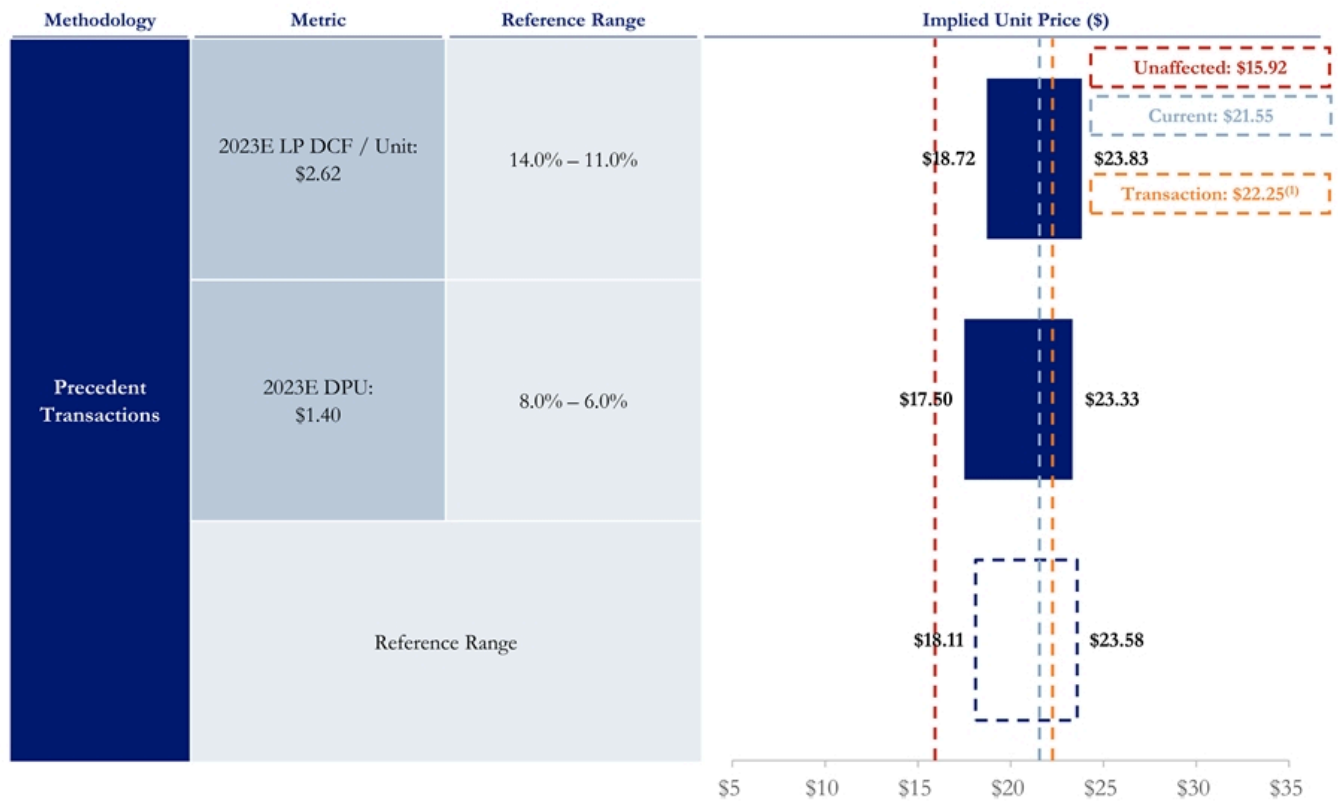 Methodology
Metric
Reference Range
Implied Unit Price ($)
Precedent
Transactions
2023E LP DCF / Unit:
$2.62
14.0% – 11.0%
$18.72
$23.83
Unaffected: $15.92
Current: $21.55
Transaction: $22.25(1)
2023E DPU:
$1.40
8.0% – 6.0%
$17.50
$23.33
Reference Range
$18.11
$23.58
$5
$10
$15
$20
$25
$30
$35